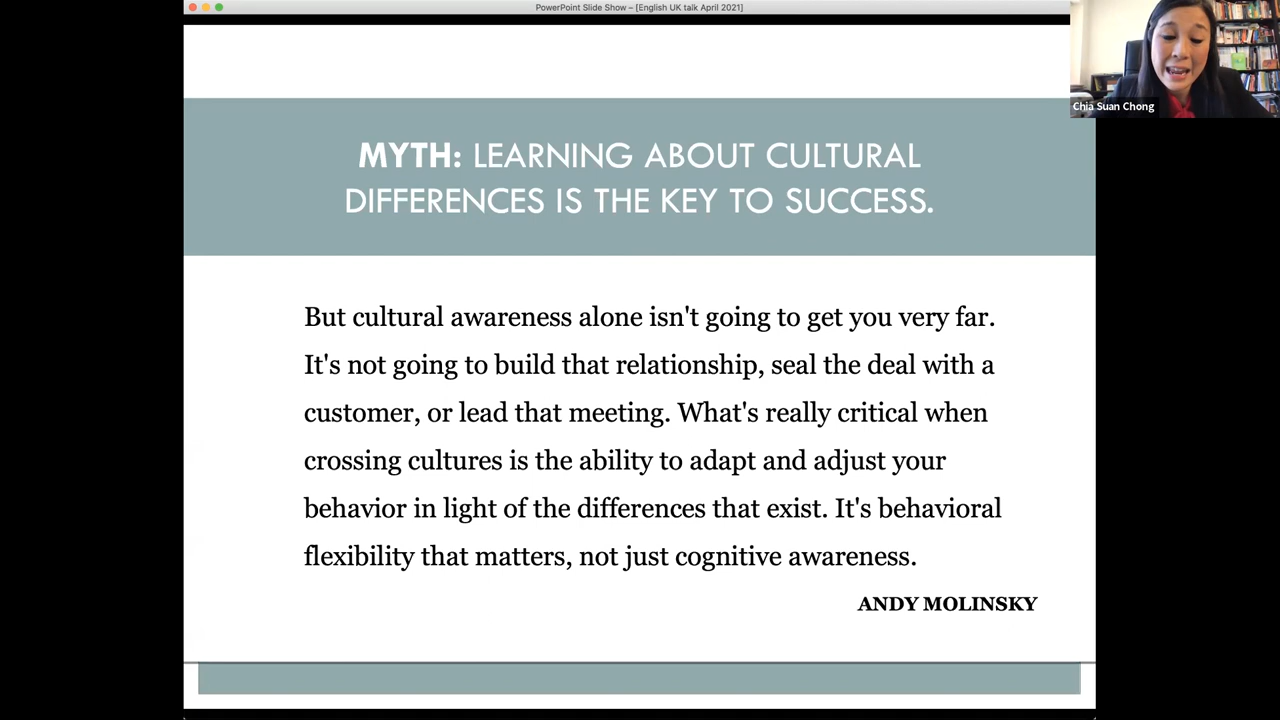 PowerPoint Slide Show – [English UK talk April 2021]
Chia Suan Chong
MYTH: LEARNING ABOUT CULTURAL
DIFFERENCES IS THE KEY TO SUCCESS.
But cultural awareness alone isn't going to get you very far.
It's not going to build that relationship, seal the deal with a
customer, or lead that meeting. What's really critical when
crossing cultures is the ability to adapt and adjust your
behavior in light of the differences that exist. It's behavioral
flexibility that matters, not just cognitive awareness.
ANDY MOLINSKY